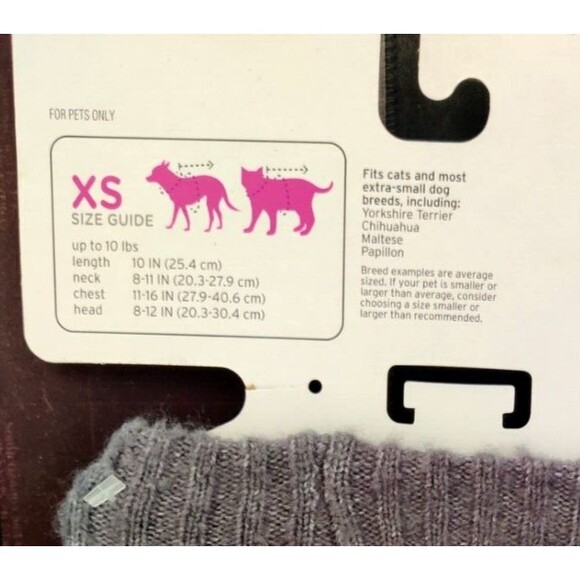 FOR PETS ONLY
XS
SIZE GUIDE
up to 10 lbs
length 10 IN (25.4 cm)
neck 8-11 IN (20.3-27.9 cm)
chest 11-16 IN (27.9-40.6 cm)
head 8-12 IN (20.3-30.4 cm)
Fits cats and most
extra-small dog
breeds, including:
Yorkshire Terrier
Chihuahua
Maltese
Papillon
Breed examples are average
sized. If your pet is smaller or
larger than average, consider
choosing a size smaller or
larger than recommended.